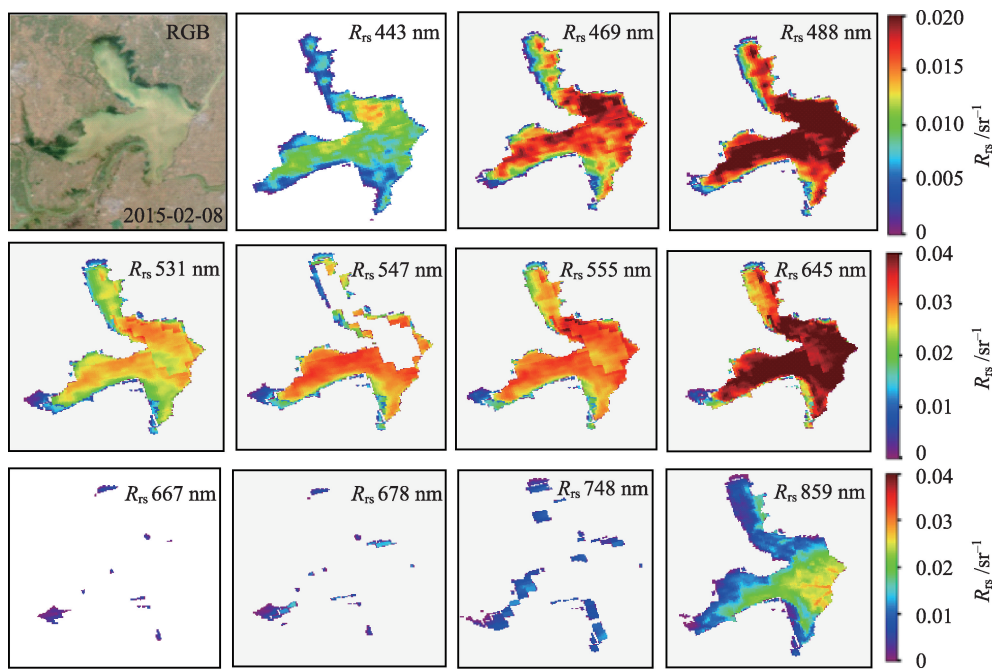 RGB
2015-02-08
Rrs 443 nm
Rrs 469 nm
Rrs 488 nm
0.020
0.015
0.010
0.005
0
Rrs /sr⁻¹
Rrs 531 nm
Rrs 547 nm
Rrs 555 nm
Rrs 645 nm
0.04
0.03
0.02
0.01
0
Rrs /sr⁻¹
Rrs 667 nm
Rrs 678 nm
Rrs 748 nm
Rrs 859 nm
0.04
0.03
0.02
0.01
0
Rrs /sr⁻¹